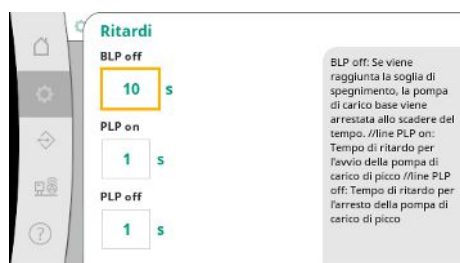 Ritardi
BLP off
10 s
PLP on
1 s
PLP off
1 s
BLP off: Se viene
raggiunta la soglia di
spegnimento, la pompa
di carico base viene
arrestata allo scadere del
tempo. //line PLP on:
Tempo di ritardo per
l'avvio della pompa di
carico di picco //line PLP
off: Tempo di ritardo per
l'arresto della pompa di
carico di picco